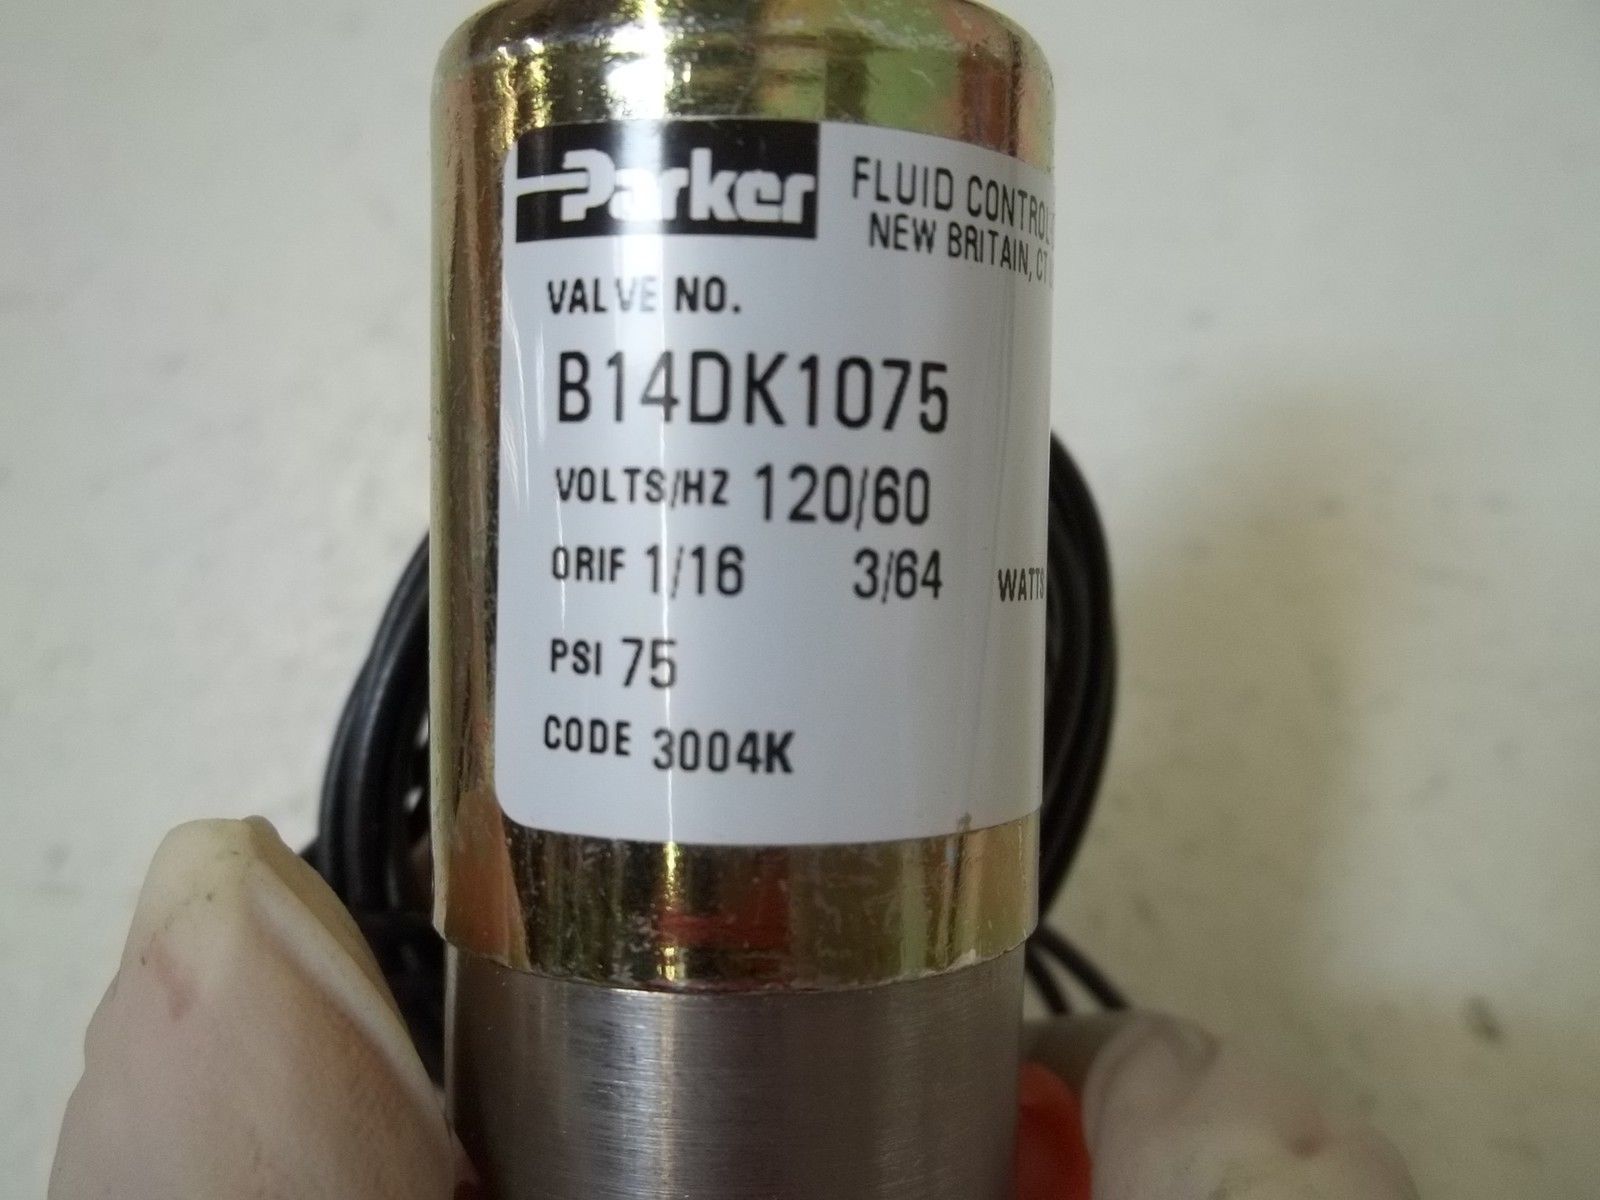 Parker
FLUID CONTROL
NEW BRITAIN, CT
VALVE NO.
B14DK1075
VOLTS/HZ 120/60
ORIF 1/16 3/64 WATTS
PSI 75
CODE 3004K